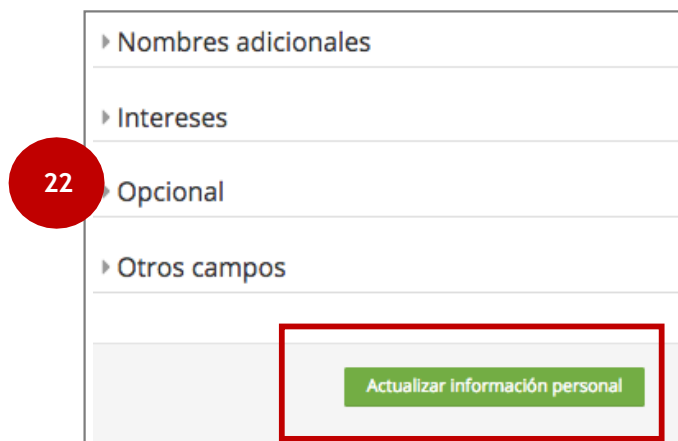 Nombres adicionales
Intereses
22
Opcional
Otros campos
Actualizar información personal